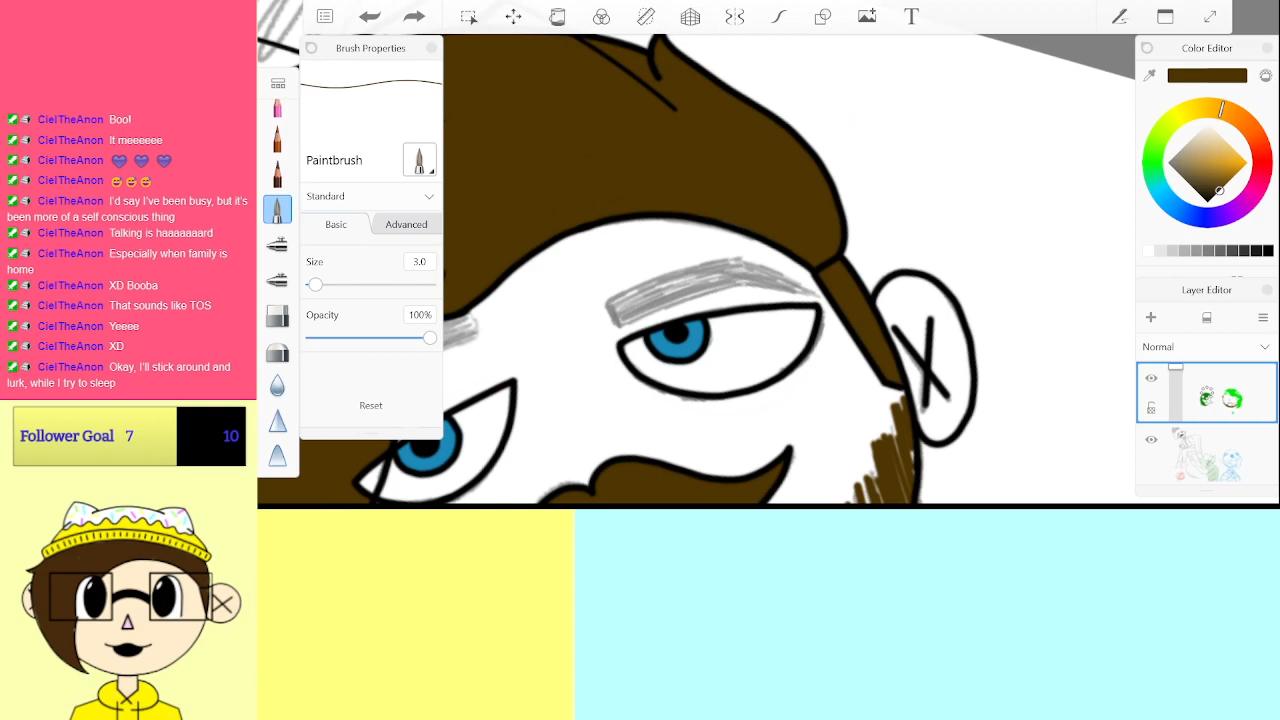 CielTheAnon Boo!
CielTheAnon It meeeeee
CielTheAnon
CielTheAnon
CielTheAnon I'd say I've been busy, but it's
been more of a self conscious thing
CielTheAnon Talking is haaaaaard
CielTheAnon Especially when family is
home
CielTheAnon XD Booba
CielTheAnon That sounds like TOS
CielTheAnon Yeeee
CielTheAnon XD
CielTheAnon Okay, I'll stick around and
lurk, while I try to sleep
Follower Goal 7 10
T
Brush Properties
Paintbrush
Standard
Basic Advanced
Size 3.0
Opacity 100%
Reset
Color Editor
Layer Editor
Normal